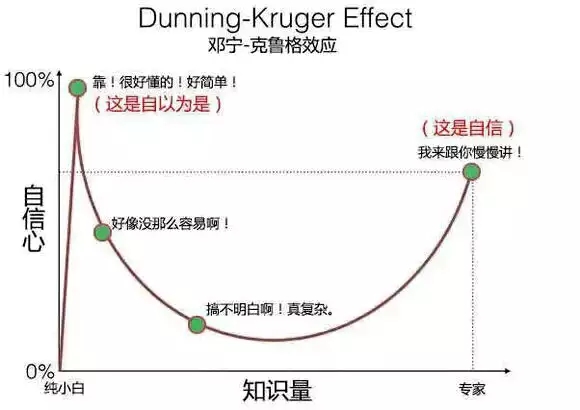 Dunning-Kruger Effect
邓宁-克鲁格效应
100%
靠！很好懂的！好简单！
（这是自以为是）
（这是自信）
我来跟你慢慢讲！
自信心
好像没那么容易啊！
搞不明白啊！真复杂。
0%
纯小白
知识量
专家